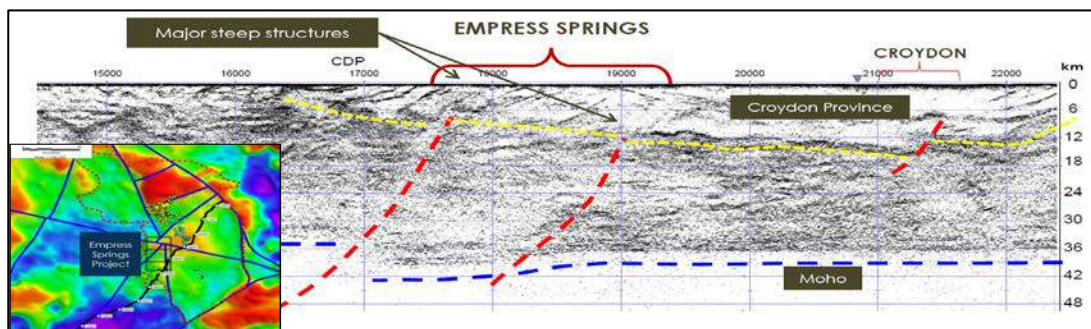 Major steep structures
EMPRESS SPRINGS
CROYDON
CDP
15000 16000 17000 18000 19000 20000 21000 22000
km
0
Croydon Province
6
12
18
24
30
36
42
48
Moho
Empress
Springs
Project